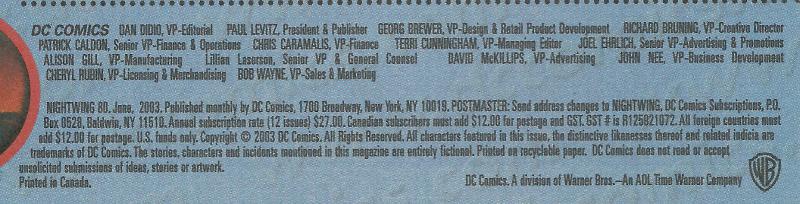 DC COMICS DAN DIDIO, VP-Editorial PAUL LEVITZ, President & Publisher GEORG BREWER, VP-Design & Retail Product Development RICHARD BRUNING, VP-Creative Director
PATRICK CALDON, Senior VP-Finance & Operations CHRIS CARAMALIS, VP-Finance TERRI CUNNINGHAM, VP-Managing Editor JOEL EHRLICH, Senior VP-Advertising & Promotions
ALISON GILL, VP-Manufacturing Lillian Laserson, Senior VP & General Counsel DAVID McKILLIPS, VP-Advertising JOHN NEE, VP-Business Development
CHERYL RUBIN, VP-Licensing & Merchandising BOB WAYNE, VP-Sales & Marketing
NIGHTWING 80. June, 2003. Published monthly by DC Comics, 1700 Broadway, New York, NY 10019. POSTMASTER: Send address changes to NIGHTWING, DC Comics Subscriptions, P.O.
Box 0528, Baldwin, NY 11510. Annual subscription rate (12 issues) $27.00. Canadian subscribers must add $12.00 for postage and GST. GST # is R125921072. All foreign countries must
add $12.00 for postage. U.S. funds only. Copyright © 2003 DC Comics. All Rights Reserved. All characters featured in this issue, the distinctive likenesses thereof and related indicia are
trademarks of DC Comics. The stories, characters and incidents mentioned in this magazine are entirely fictional. Printed on recyclable paper. DC Comics does not read or accept
unsolicited submissions of ideas, stories or artwork.
Printed in Canada. DC Comics. A division of Warner Bros.—An AOL Time Warner Company WB